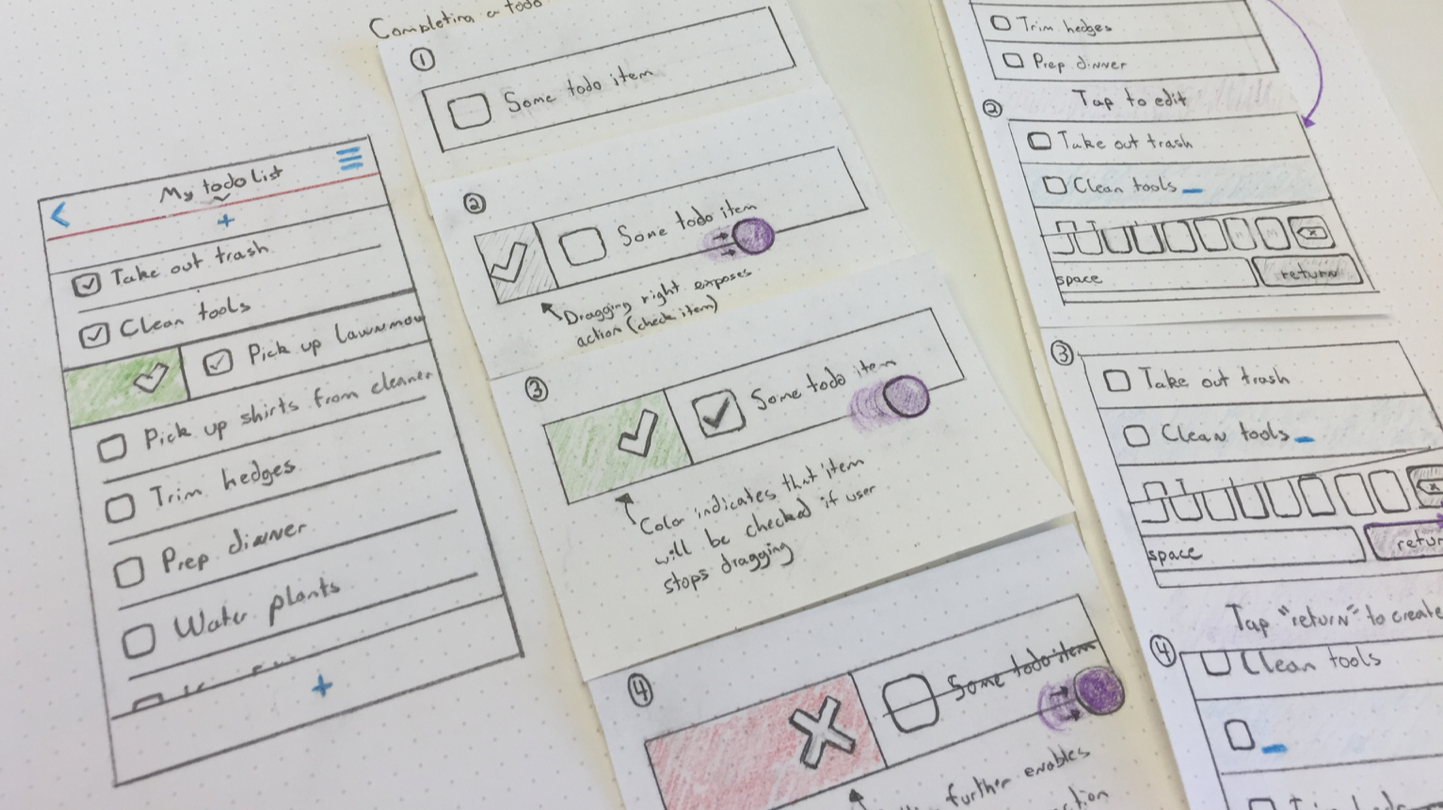 My todo List
+
Take out trash
Clean tools
Pick up lawnmow
Pick up shirts from cleaner
Trim hedges
Prep dinner
Water plants
+
Completing a todo
1
Some todo item
2
Some todo item
Dragging right exposes
action (check item)
3
Some todo item
Color indicates that item
will be checked if user
stops dragging
4
Some todo item
further enables
Trim hedges
Prep dinner
Tap to edit
2
Take out trash
Clean tools
space
return
3
Take out trash
Clean tools
space
retur
Tap "return" to create
4
Clean tools